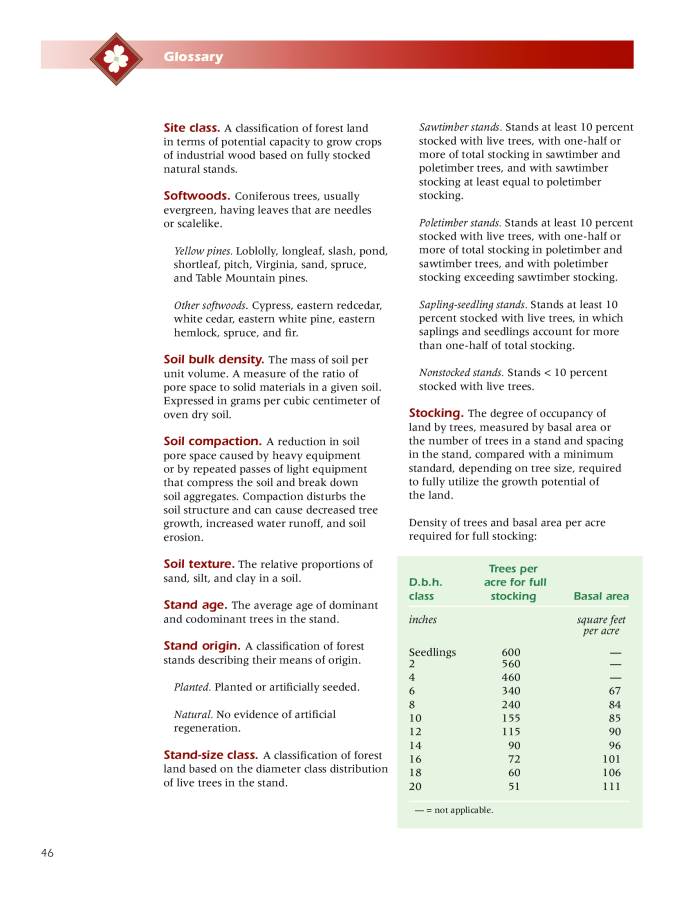 Glossary
Site class. A classification of forest land
in terms of potential capacity to grow crops
of industrial wood based on fully stocked
natural stands.
Softwoods. Coniferous trees, usually
evergreen, having leaves that are needles
or scalelike.
Yellow pines. Loblolly, longleaf, slash, pond,
shortleaf, pitch, Virginia, sand, spruce,
and Table Mountain pines.
Other softwoods. Cypress, eastern redcedar,
white cedar, eastern white pine, eastern
hemlock, spruce, and fir.
Soil bulk density. The mass of soil per
unit volume. A measure of the ratio of
pore space to solid materials in a given soil.
Expressed in grams per cubic centimeter of
oven dry soil.
Soil compaction. A reduction in soil
pore space caused by heavy equipment
or by repeated passes of light equipment
that compress the soil and break down
soil aggregates. Compaction disturbs the
soil structure and can cause decreased tree
growth, increased water runoff, and soil
erosion.
Soil texture. The relative proportions of
sand, silt, and clay in a soil.
Stand age. The average age of dominant
and codominant trees in the stand.
Stand origin. A classification of forest
stands describing their means of origin.
Planted. Planted or artificially seeded.
Natural. No evidence of artificial
regeneration.
Stand-size class. A classification of forest
land based on the diameter class distribution
of live trees in the stand.
Sawtimber stands. Stands at least 10 percent
stocked with live trees, with one-half or
more of total stocking in sawtimber and
poletimber trees, and with sawtimber
stocking at least equal to poletimber
stocking.
Poletimber stands. Stands at least 10 percent
stocked with live trees, with one-half or
more of total stocking in poletimber and
sawtimber trees, and with poletimber
stocking exceeding sawtimber stocking.
Sapling-seedling stands. Stands at least 10
percent stocked with live trees, in which
saplings and seedlings account for more
than one-half of total stocking.
Nonstocked stands. Stands < 10 percent
stocked with live trees.
Stocking. The degree of occupancy of
land by trees, measured by basal area or
the number of trees in a stand and spacing
in the stand, compared with a minimum
standard, depending on tree size, required
to fully utilize the growth potential of
the land.
Density of trees and basal area per acre
required for full stocking:
Trees per
D.b.h. acre for full
class stocking Basal area
inches square feet
per acre
Seedlings 600 —
2 560 —
4 460 —
6 340 67
8 240 84
10 155 85
12 115 90
14 90 96
16 72 101
18 60 106
20 51 111
— = not applicable.
46